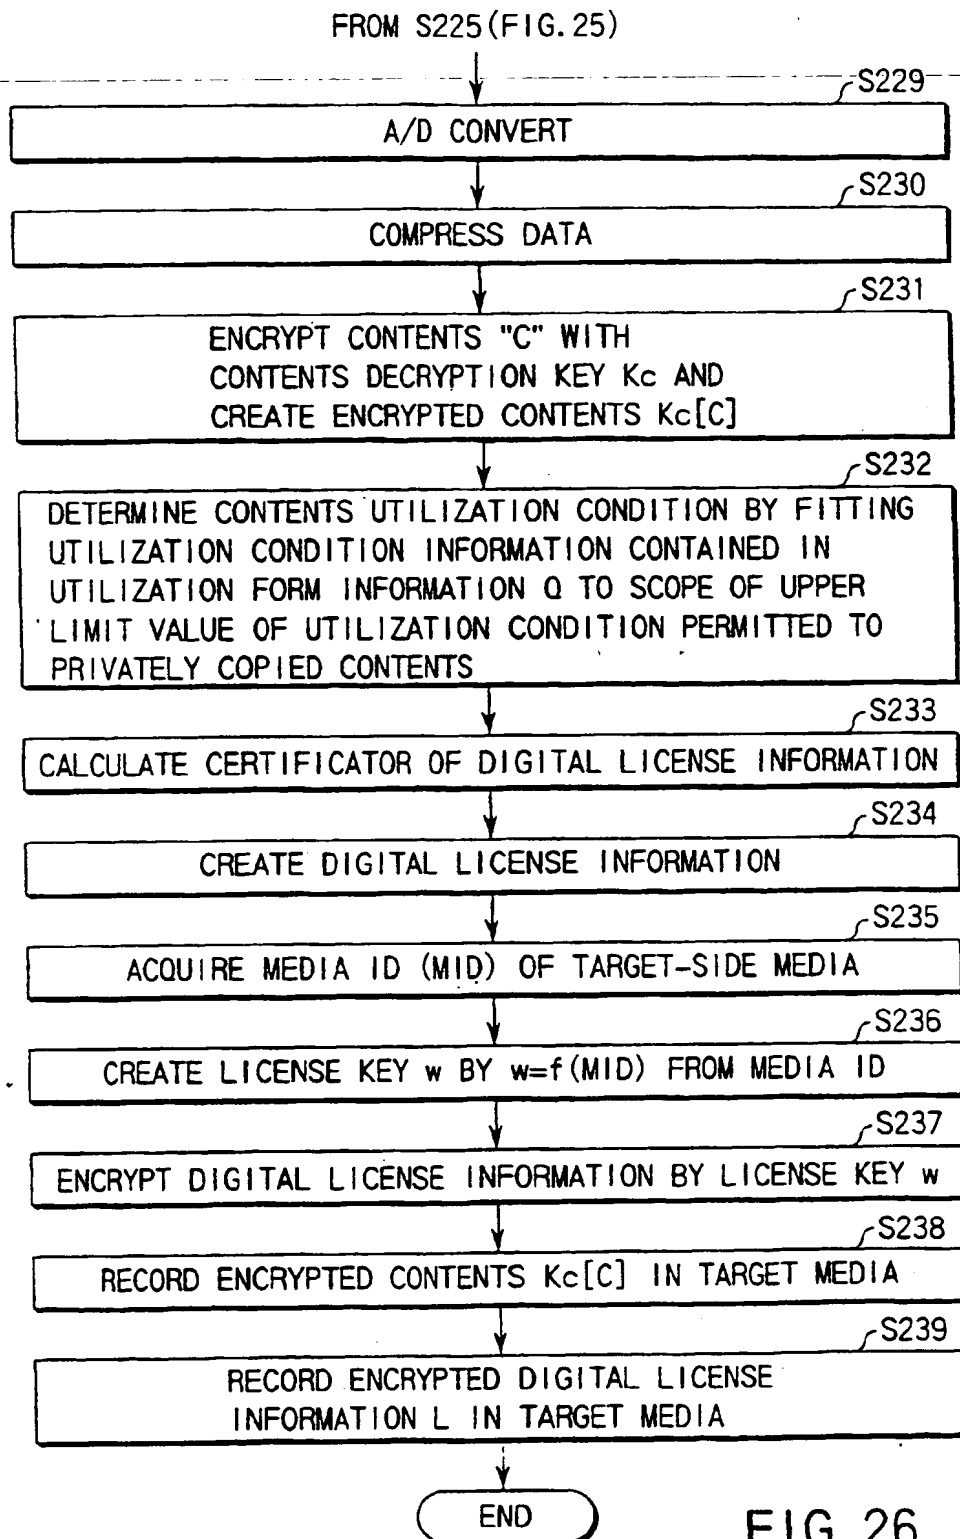 FROM S225(FIG.25)
S229
A/D CONVERT
S230
COMPRESS DATA
S231
ENCRYPT CONTENTS "C" WITH
CONTENTS DECRYPTION KEY Kc AND
CREATE ENCRYPTED CONTENTS Kc[C]
S232
DETERMINE CONTENTS UTILIZATION CONDITION BY FITTING
UTILIZATION CONDITION INFORMATION CONTAINED IN
UTILIZATION FORM INFORMATION Q TO SCOPE OF UPPER
LIMIT VALUE OF UTILIZATION CONDITION PERMITTED TO
PRIVATELY COPIED CONTENTS
S233
CALCULATE CERTIFICATOR OF DIGITAL LICENSE INFORMATION
S234
CREATE DIGITAL LICENSE INFORMATION
S235
ACQUIRE MEDIA ID (MID) OF TARGET-SIDE MEDIA
S236
CREATE LICENSE KEY w BY w=f(MID) FROM MEDIA ID
S237
ENCRYPT DIGITAL LICENSE INFORMATION BY LICENSE KEY w
S238
RECORD ENCRYPTED CONTENTS Kc[C] IN TARGET MEDIA
S239
RECORD ENCRYPTED DIGITAL LICENSE
INFORMATION L IN TARGET MEDIA
END
FIG. 26